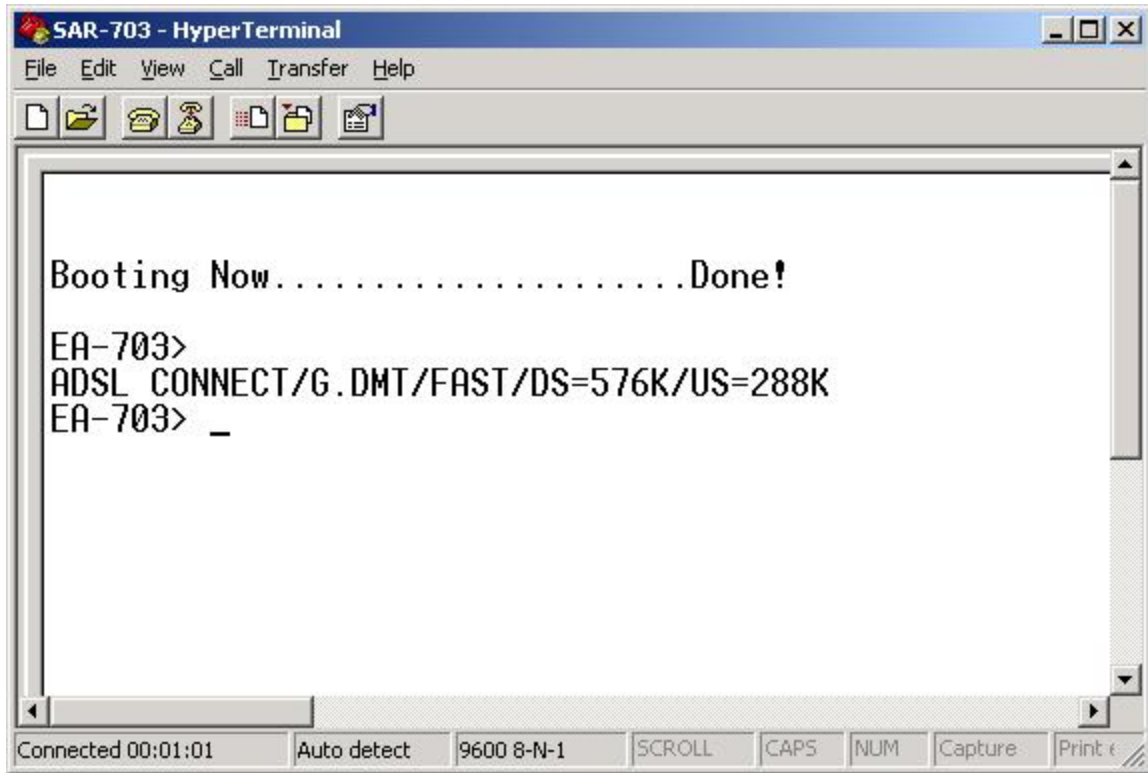 SAR-703 - HyperTerminal
File Edit View Call Transfer Help
Booting Now.....................Done!
EA-703>
ADSL CONNECT/G.DMT/FAST/DS=576K/US=288K
EA-703> _
Connected 00:01:01 Auto detect 9600 8-N-1 SCROLL CAPS NUM Capture Print